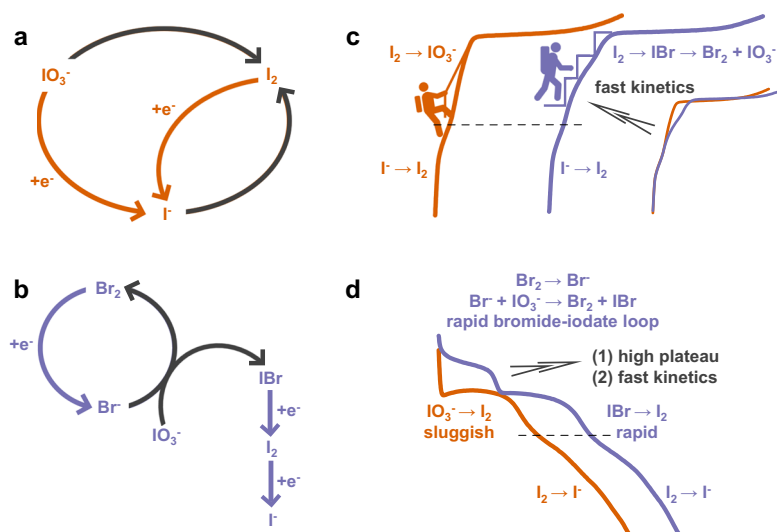 a
IO₃⁻
I₂
+e⁻
+e⁻
I⁻
b
Br₂
+e⁻
Br⁻
IO₃⁻
IBr
+e⁻
I₂
+e⁻
I⁻
c
I₂ → IO₃⁻
I₂ → IBr → Br₂ + IO₃⁻
fast kinetics
I⁻ → I₂
I⁻ → I₂
d
Br₂ → Br⁻
Br⁻ + IO₃⁻ → Br₂ + IBr
rapid bromide-iodate loop
(1) high plateau
(2) fast kinetics
IO₃⁻ → I₂
sluggish
IBr → I₂
rapid
I₂ → I⁻
I₂ → I⁻